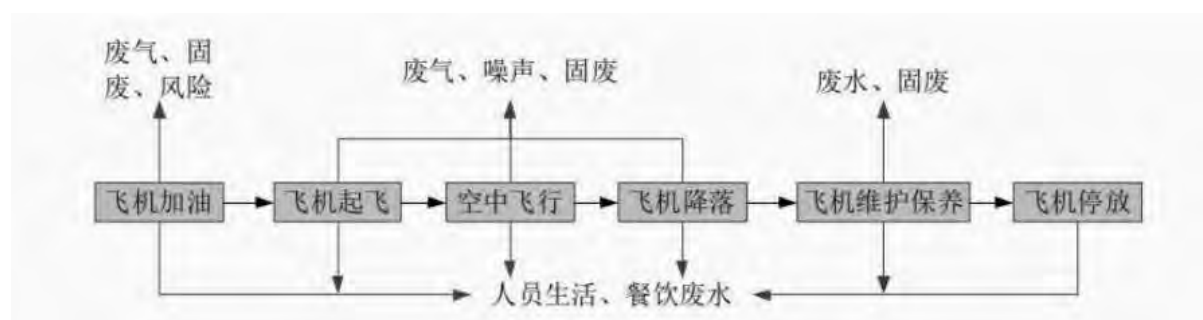 废气、固
废、风险
废气、噪声、固废
废水、固废
飞机加油
飞机起飞
空中飞行
飞机降落
飞机维护保养
飞机停放
人员生活、餐饮废水